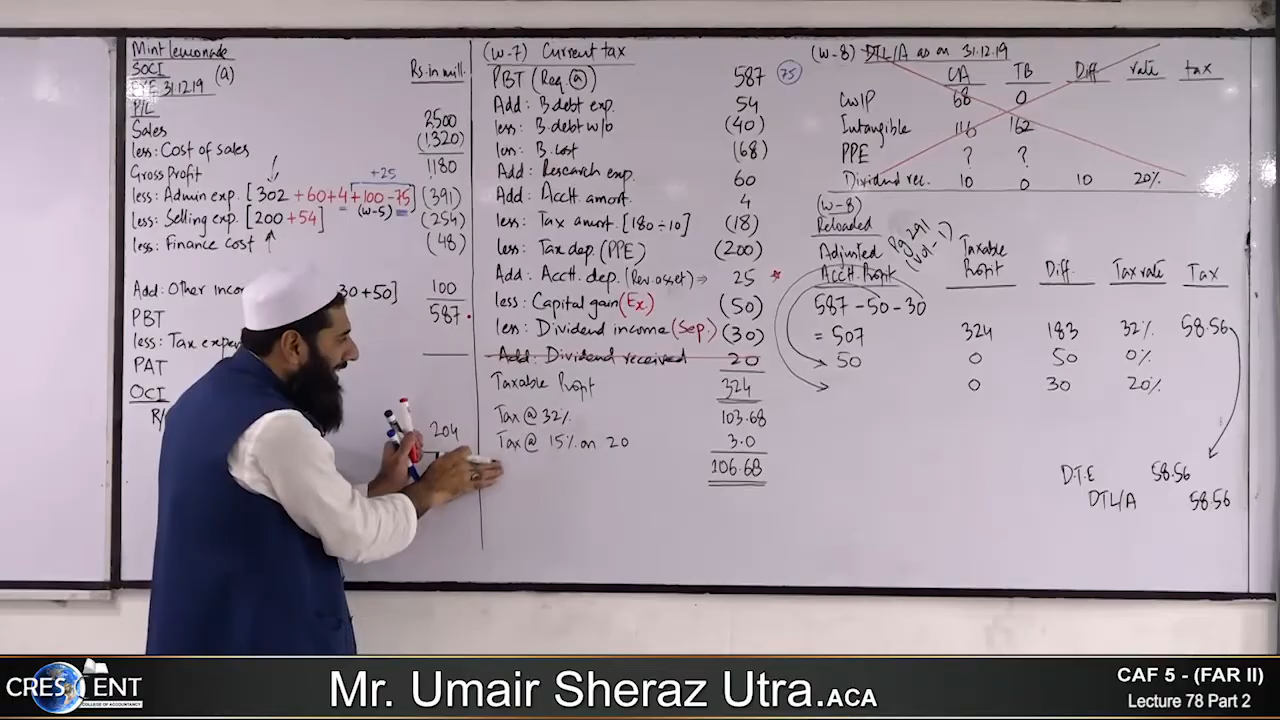 Mint lemonade
SOCI (a)
FYE 31.12.19
Rs. in mill.
P/L
Sales 2500
less: Cost of sales (1320)
Gross Profit 1180
+25
less: Admin exp. [302 +60+4+100-75] (391)
= (W-5)
less: Selling exp. [200 +54] (254)
less: Finance cost (48)
Add: Other inco 30+50] 100
PBT 587
less: Tax expen
PAT
OCI
R/
204
(W-7) Current tax
PBT (Req (a)) 587 (75)
Add: B.debt exp. 54
less: B.debt w/o (40)
less: B.cost (68)
Add: Research exp. 60
Add: Acctt. amort. 4
less: Tax amort. [180÷10] (18)
less: Tax dep. (PPE) (200)
Add: Acctt. dep. (Rev. asset) ⇒ 25 *
less: Capital gain (Ex.) (50)
less: Dividend income (Sep.) (30)
Add: Dividend received 20
Taxable Profit 324
Tax @ 32% 103.68
Tax @ 15% on 20 3.0
106.68
(W-8) DTL/A as on 31.12.19
CA TB Diff rate tax
CWIP 68 0
Intangible 116 162
PPE ? ?
Dividend rec. 10 0 10 20%
(W-8)
Reloaded
Pg 291
(Vol-1)
Adjusted Acctt Profit Taxable Profit Diff. Tax rate Tax
587 -50 -30
= 507 324 183 32% 58.56
50 0 50 0%
0 30 20%
D.T.E 58.56
DTL/A 58.56
CRESCENT
COLLEGE OF ACCOUNTANCY
Mr. Umair Sheraz Utra.ACA
CAF 5 - (FAR II)
Lecture 78 Part 2